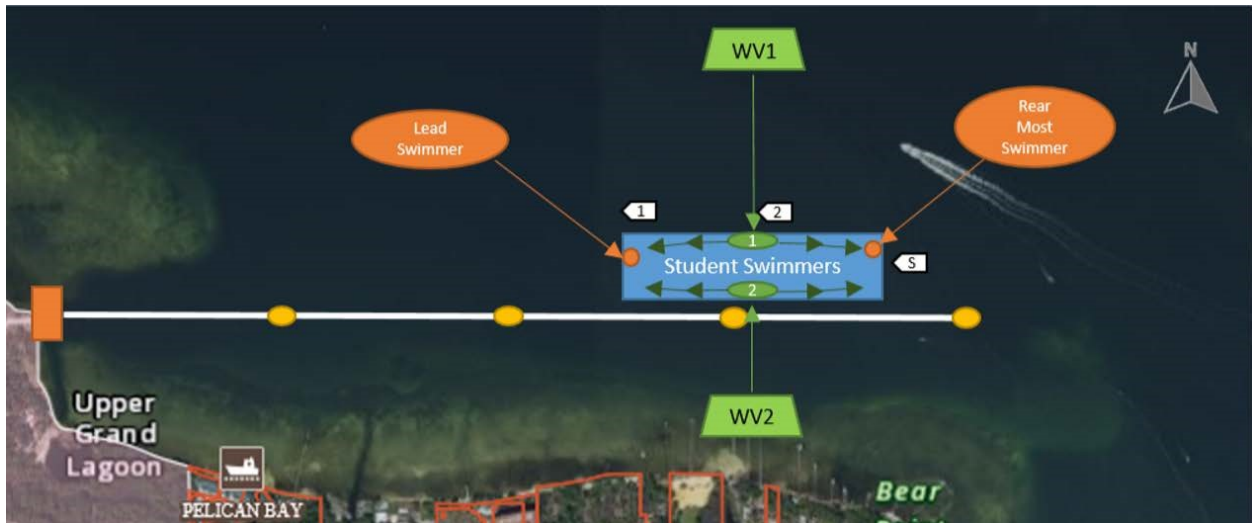 WV1
N
Lead
Swimmer
Rear
Most
Swimmer
1
2
1
Student Swimmers
S
2
WV2
Upper
Grand
Lagoon
PELICAN BAY
Bear